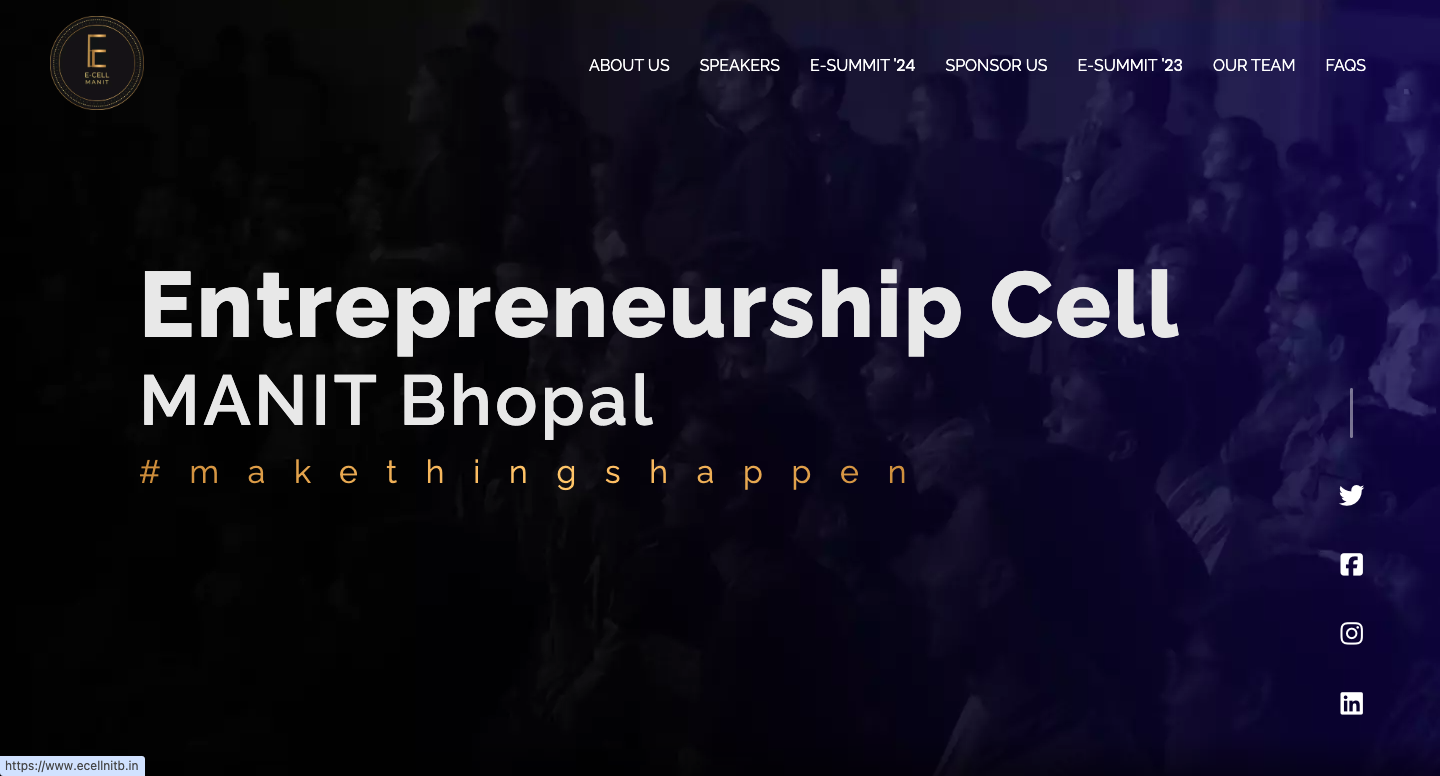 E-CELL
MANIT
ABOUT US SPEAKERS E-SUMMIT '24 SPONSOR US E-SUMMIT '23 OUR TEAM FAQS
Entrepreneurship Cell
MANIT Bhopal
#makethingshappen
https://www.ecellnitb.in